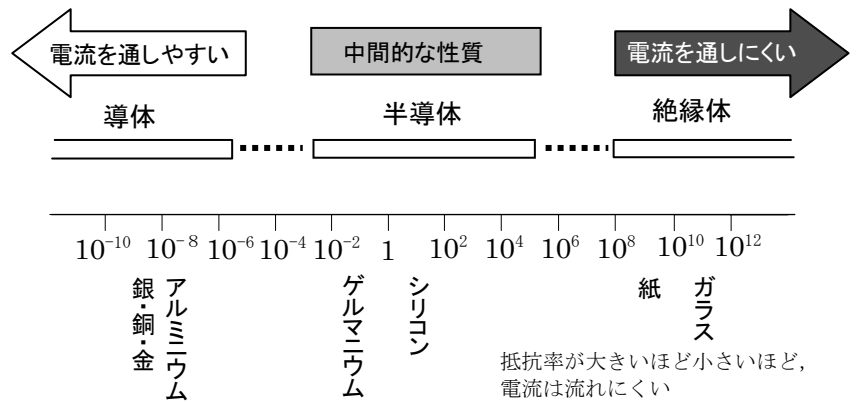 電流を通しやすい
中間的な性質
電流を通しにくい
導体
半導体
絶縁体
10⁻¹⁰ 10⁻⁸ 10⁻⁶ 10⁻⁴ 10⁻² 1 10² 10⁴ 10⁶ 10⁸ 10¹⁰ 10¹²
銀・銅・金
アルミニウム
ゲルマニウム
シリコン
紙
ガラス
抵抗率が大きいほど小さいほど,
電流は流れにくい